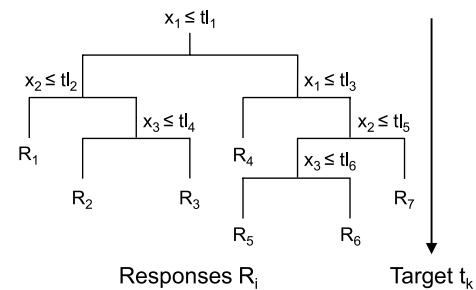 x₁ ≤ tl₁
x₂ ≤ tl₂ x₁ ≤ tl₃
x₃ ≤ tl₄ x₂ ≤ tl₅
R₁ R₄ x₃ ≤ tl₆
R₂ R₃ R₇
R₅ R₆
Responses Rᵢ Target tₖ